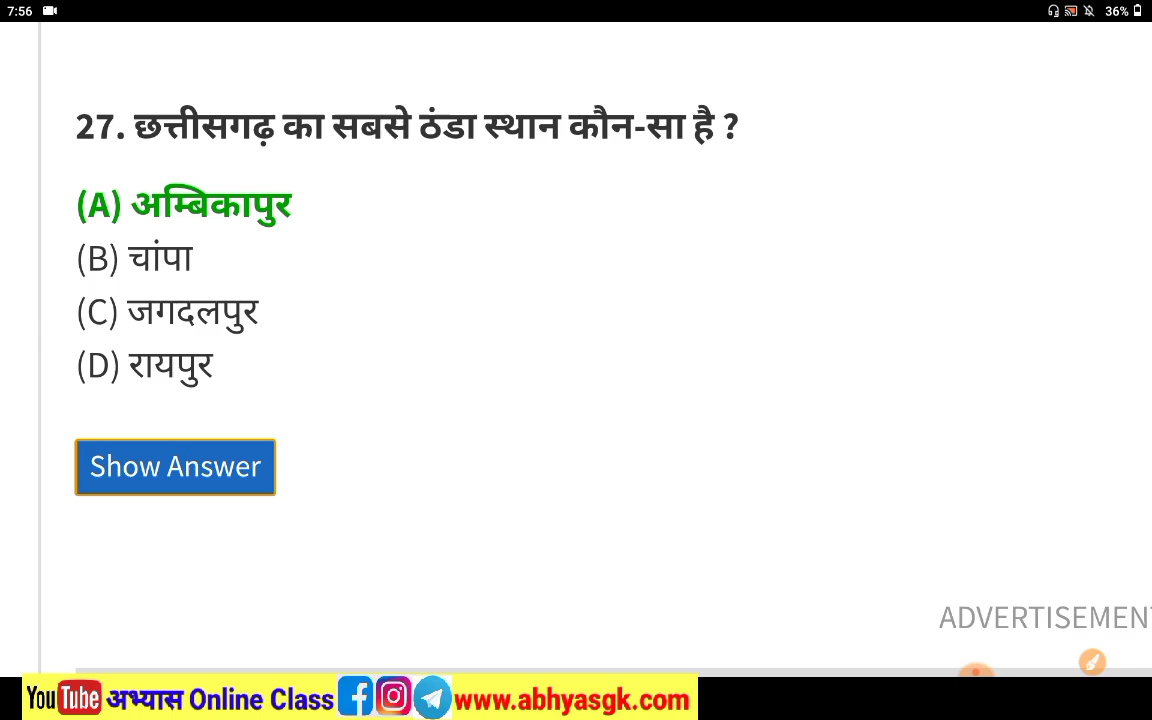 7:56
36%
27. छत्तीसगढ़ का सबसे ठंडा स्थान कौन-सा है ?
(A) अम्बिकापुर
(B) चांपा
(C) जगदलपुर
(D) रायपुर
Show Answer
ADVERTISEMEN
YouTube अभ्यास Online Class www.abhyasgk.com